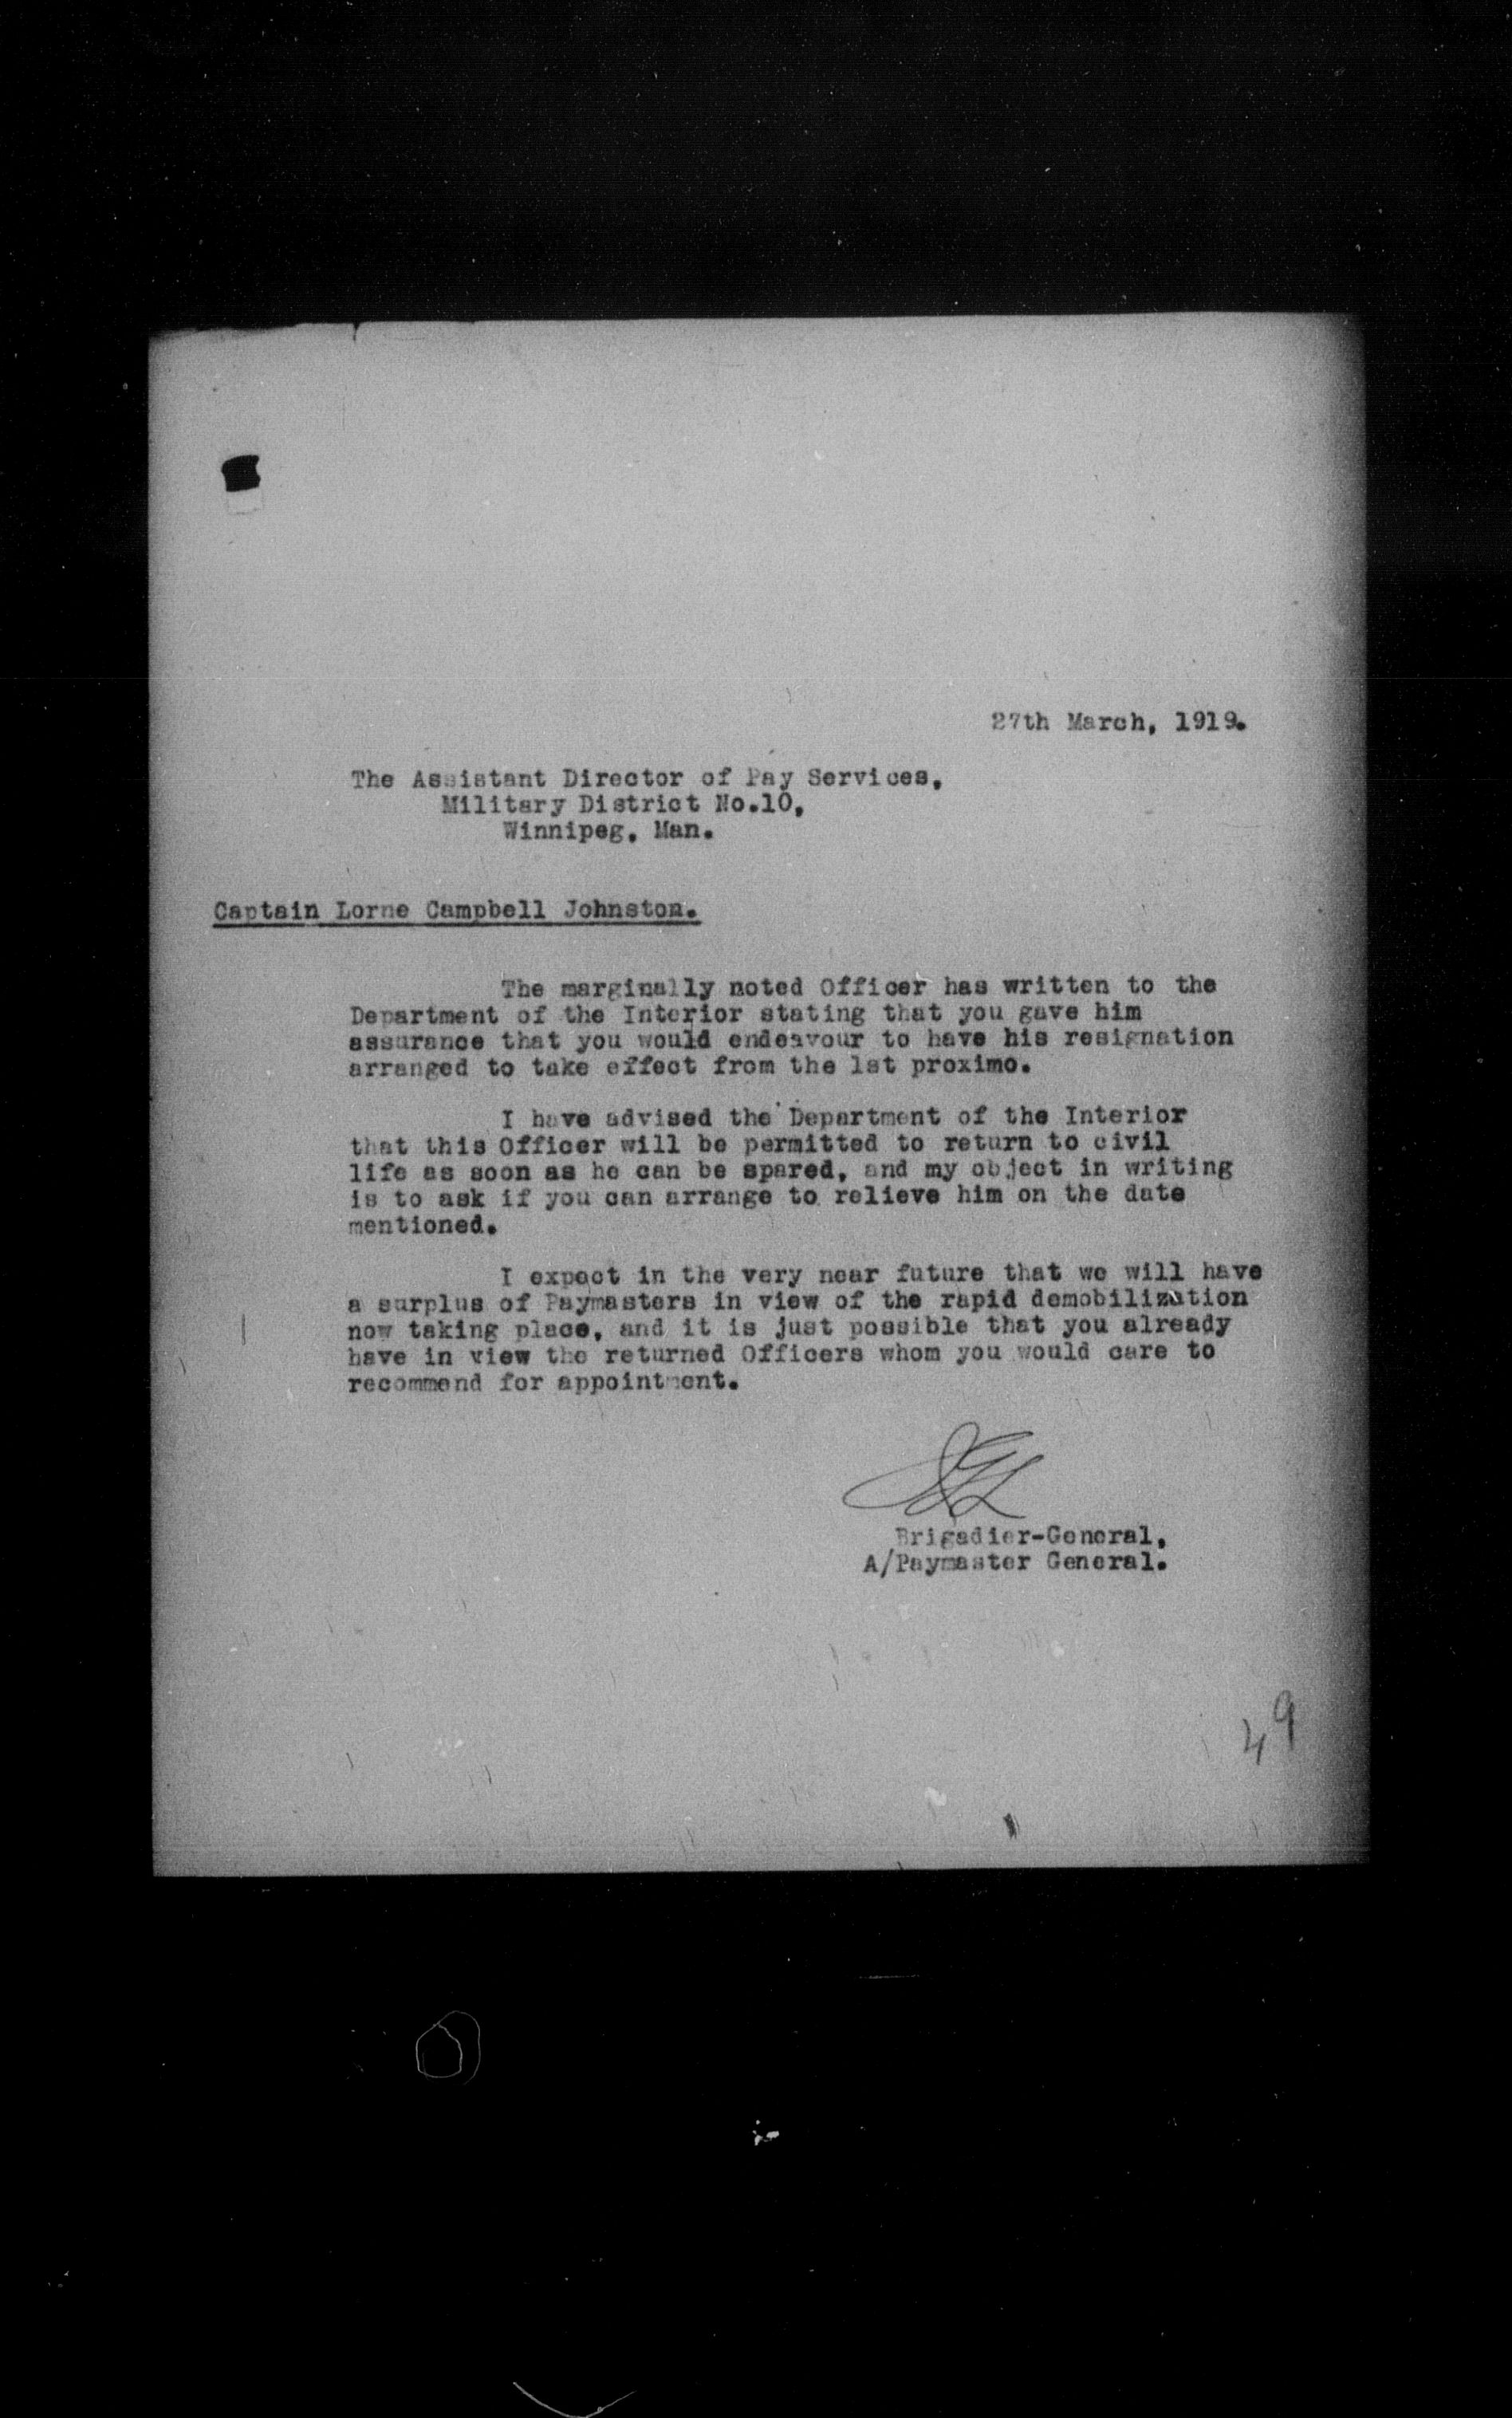 27th March, 1919.
The Assistant Director of Pay Services,
Military District No.10,
Winnipeg, Man.
Captain Lorne Campbell Johnston.
The marginally noted Officer has written to the
Department of the Interior stating that you gave him
assurance that you would endeavour to have his resignation
arranged to take effect from the 1st proximo.
I have advised the Department of the Interior
that this Officer will be permitted to return to civil
life as soon as he can be spared, and my object in writing
is to ask if you can arrange to relieve him on the date
mentioned.
I expect in the very near future that we will have
a surplus of Paymasters in view of the rapid demobilization
now taking place, and it is just possible that you already
have in view the returned Officers whom you would care to
recommend for appointment.
Brigadier-General,
A/Paymaster General.
49